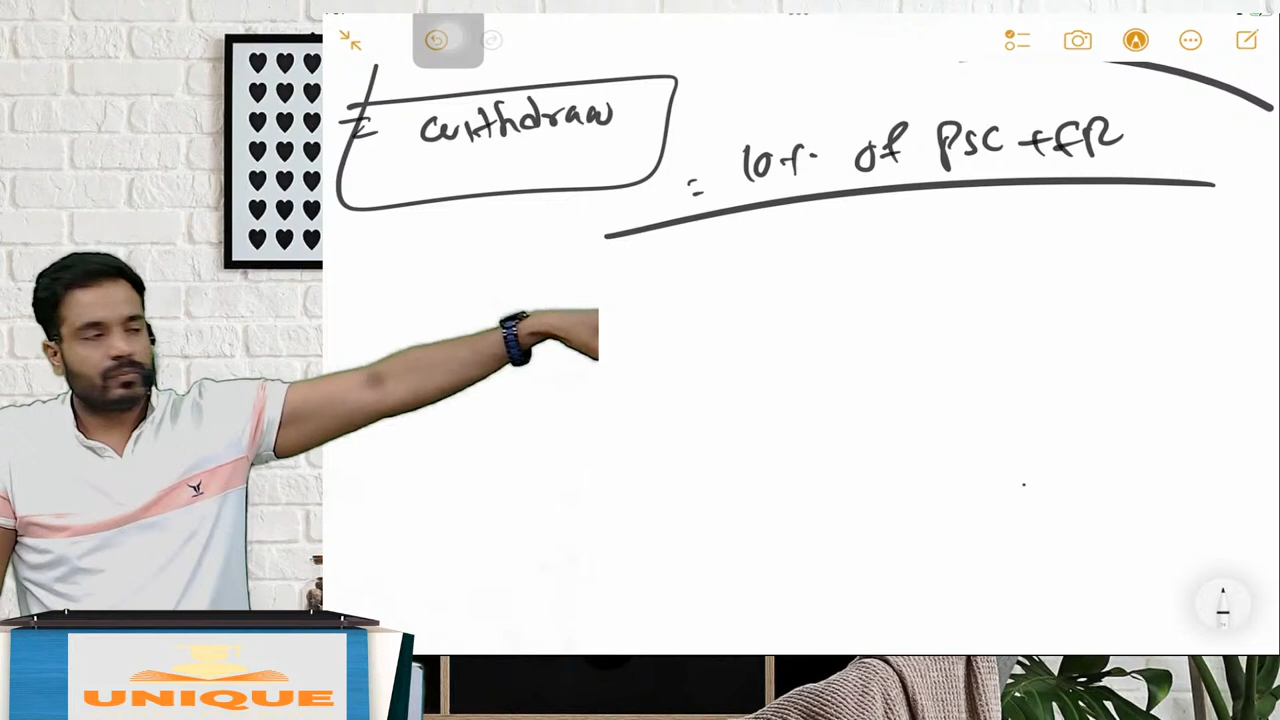 = withdraw
= 10% of PSC + FR
UNIQUE